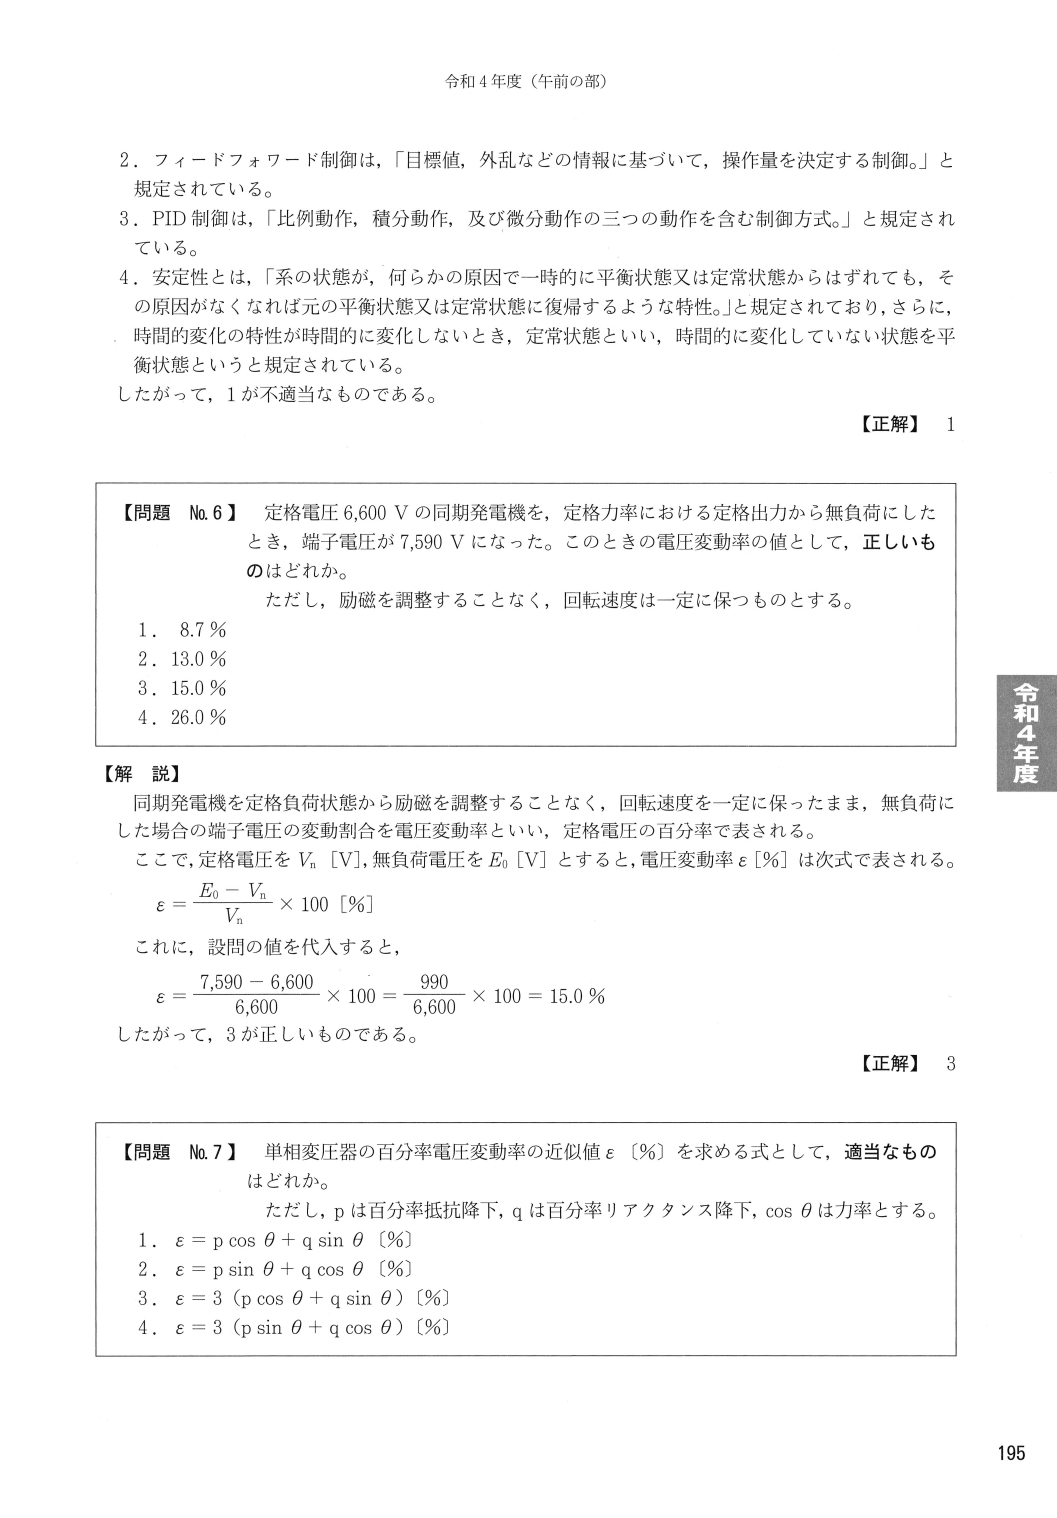 令和4年度（午前の部）
2．フィードフォワード制御は，「目標値，外乱などの情報に基づいて，操作量を決定する制御。」と
規定されている。
3．PID制御は，「比例動作，積分動作，及び微分動作の三つの動作を含む制御方式。」と規定され
ている。
4．安定性とは，「系の状態が，何らかの原因で一時的に平衡状態又は定常状態からはずれても，そ
の原因がなくなれば元の平衡状態又は定常状態に復帰するような特性。」と規定されており，さらに，
時間的変化の特性が時間的に変化しないとき，定常状態といい，時間的に変化していない状態を平
衡状態というと規定されている。
したがって，1が不適当なものである。
【正解】 1
【問題 No.6】 定格電圧6,600 Vの同期発電機を，定格力率における定格出力から無負荷にした
とき，端子電圧が7,590 Vになった。このときの電圧変動率の値として，正しいも
のはどれか。
ただし，励磁を調整することなく，回転速度は一定に保つものとする。
1． 8.7％
2．13.0％
3．15.0％
4．26.0％
【解 説】
同期発電機を定格負荷状態から励磁を調整することなく，回転速度を一定に保ったまま，無負荷に
した場合の端子電圧の変動割合を電圧変動率といい，定格電圧の百分率で表される。
ここで，定格電圧をVn［V］，無負荷電圧をE0［V］とすると，電圧変動率ε［％］は次式で表される。
ε = (E0 − Vn) / Vn × 100［％］
これに，設問の値を代入すると，
ε = (7,590 − 6,600) / 6,600 × 100 = 990 / 6,600 × 100 = 15.0％
したがって，3が正しいものである。
【正解】 3
【問題 No.7】 単相変圧器の百分率電圧変動率の近似値ε〔％〕を求める式として，適当なもの
はどれか。
ただし，pは百分率抵抗降下，qは百分率リアクタンス降下，cos θは力率とする。
1． ε = p cos θ + q sin θ〔％〕
2． ε = p sin θ + q cos θ〔％〕
3． ε = 3（p cos θ + q sin θ）〔％〕
4． ε = 3（p sin θ + q cos θ）〔％〕
令和4年度
195